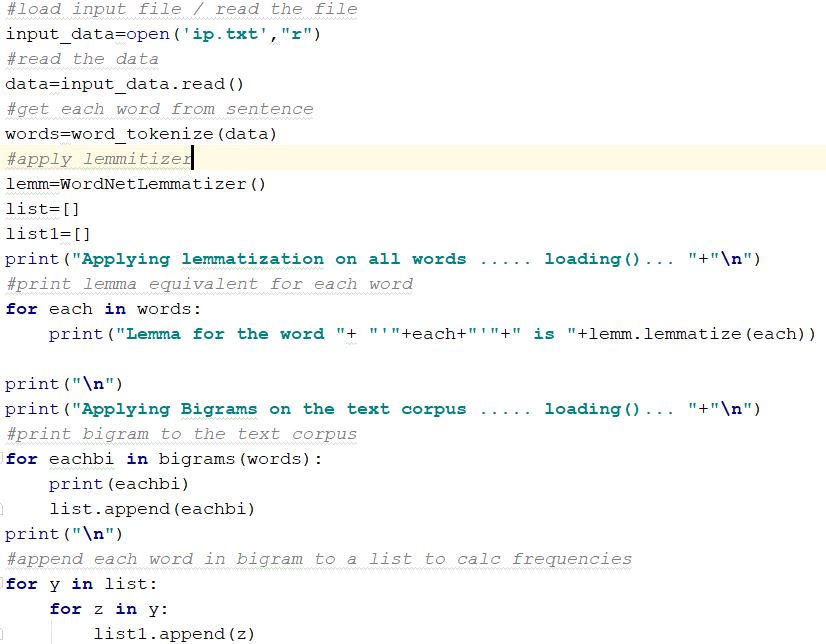 #load input file / read the file
input_data=open('ip.txt',"r")
#read the data
data=input_data.read()
#get each word from sentence
words=word_tokenize(data)
#apply lemmitizer
lemm=WordNetLemmatizer()
list=[]
list1=[]
print("Applying lemmatization on all words ..... loading()... "+"\n")
#print lemma equivalent for each word
for each in words:
    print("Lemma for the word "+ "'"+each+"'"+" is "+lemm.lemmatize(each))
print("\n")
print("Applying Bigrams on the text corpus ..... loading()... "+"\n")
#print bigram to the text corpus
for eachbi in bigrams(words):
    print(eachbi)
    list.append(eachbi)
print("\n")
#append each word in bigram to a list to calc frequencies
for y in list:
    for z in y:
        list1.append(z)